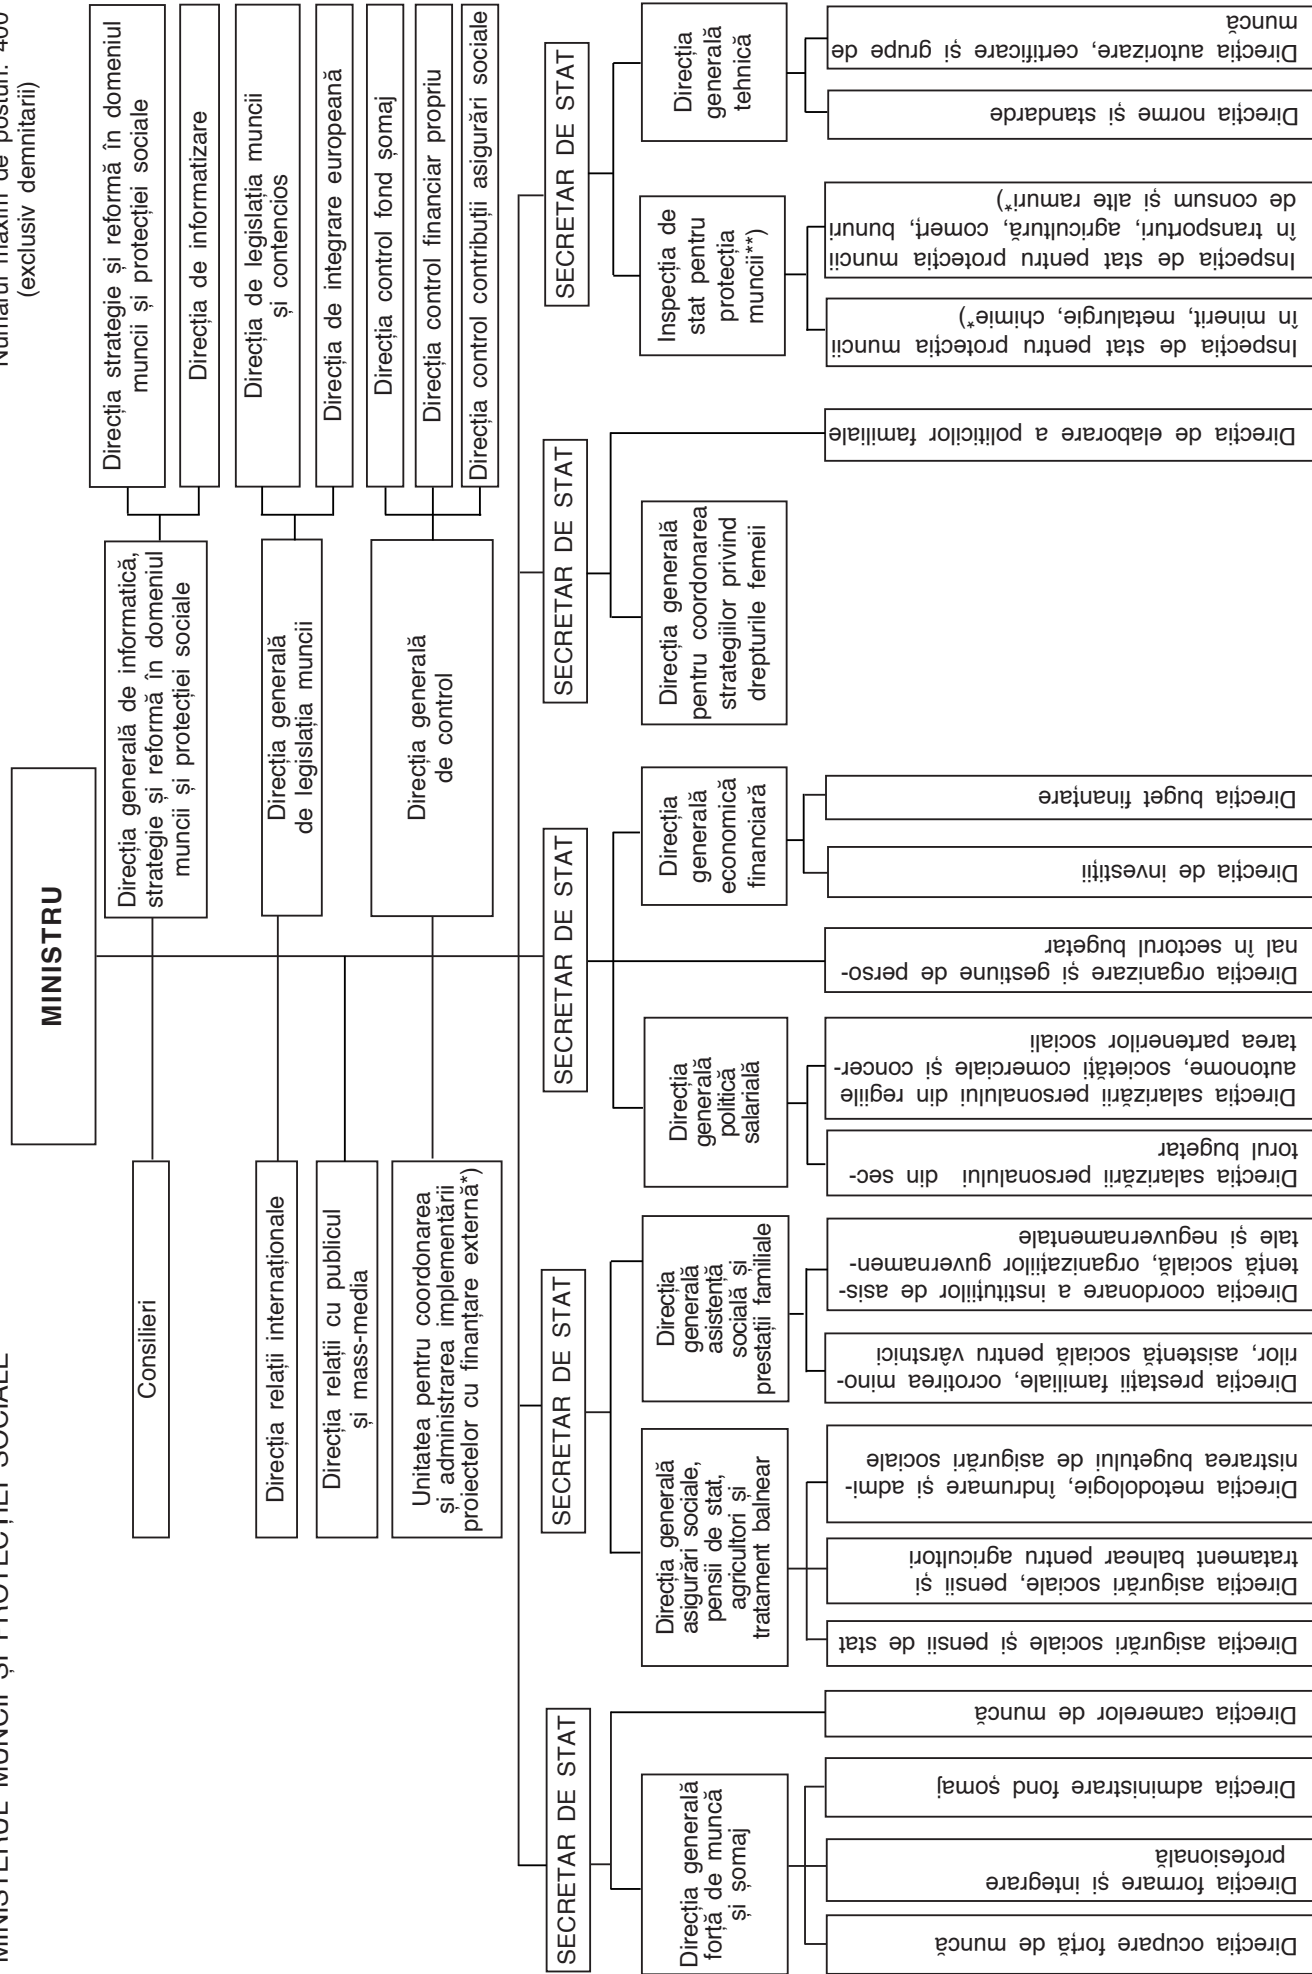 MINISTERUL MUNCII ȘI PROTECȚIEI SOCIALE
Numărul maxim de posturi: 400
(exclusiv demnitarii)
MINISTRU
Consilieri
Direcția generală de informatică,
strategie și reformă în domeniul
muncii și protecției sociale
Direcția strategie și reformă în domeniul
muncii și protecției sociale
Direcția de informatizare
Direcția relații internaționale
Direcția generală
de legislația muncii
Direcția de legislația muncii
și contencios
Direcția de integrare europeană
Direcția relații cu publicul
și mass-media
Unitatea pentru coordonarea
și administrarea implementării
proiectelor cu finanțare externă*)
Direcția generală
de control
Direcția control fond șomaj
Direcția control financiar propriu
Direcția control contribuții asigurări sociale
SECRETAR DE STAT
SECRETAR DE STAT
SECRETAR DE STAT
SECRETAR DE STAT
SECRETAR DE STAT
Direcția generală
forță de muncă
și șomaj
Direcția generală
asigurări sociale,
pensii de stat,
agricultori și
tratament balnear
Direcția
generală
asistență
socială și
prestații familiale
Direcția
generală
politică
salarială
Direcția
generală
economică
financiară
Direcția generală
pentru coordonarea
strategiilor privind
drepturile femeii
Inspecția de
stat pentru
protecția
muncii**)
Direcția
generală
tehnică
Direcția ocupare forță de muncă
Direcția formare și integrare
profesională
Direcția administrare fond șomaj
Direcția camerelor de muncă
Direcția asigurări sociale și pensii de stat
Direcția asigurări sociale, pensii și
tratament balnear pentru agricultori
Direcția metodologie, îndrumare și admi-
nistrarea bugetului de asigurări sociale
Direcția prestații familiale, ocrotirea mino-
rilor, asistență socială pentru vârstnici
Direcția coordonare a instituțiilor de asis-
tență socială, organizațiilor guvernamen-
tale și neguvernamentale
Direcția salarizării personalului din sec-
torul bugetar
Direcția salarizării personalului din regiile
autonome, societăți comerciale și concer-
tarea partenerilor sociali
Direcția organizare și gestiune de perso-
nal în sectorul bugetar
Direcția de investiții
Direcția buget finanțare
Direcția de elaborare a politicilor familiale
Inspecția de stat pentru protecția muncii
în minerit, metalurgie, chimie*)
Inspecția de stat pentru protecția muncii
în transporturi, agricultură, comerț, bunuri
de consum și alte ramuri*)
Direcția norme și standarde
Direcția autorizare, certificare și grupe de
muncă